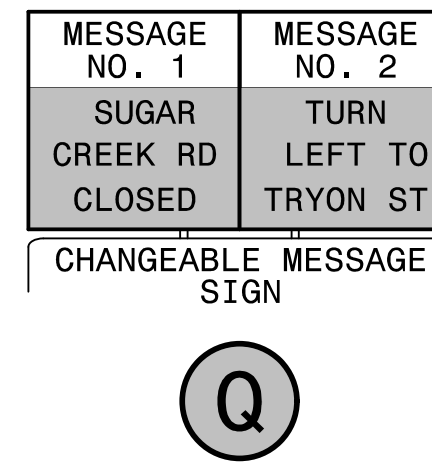 MESSAGE NO. 1
SUGAR
CREEK RD
CLOSED
MESSAGE NO. 2
TURN
LEFT TO
TRYON ST
CHANGEABLE MESSAGE
SIGN
Q